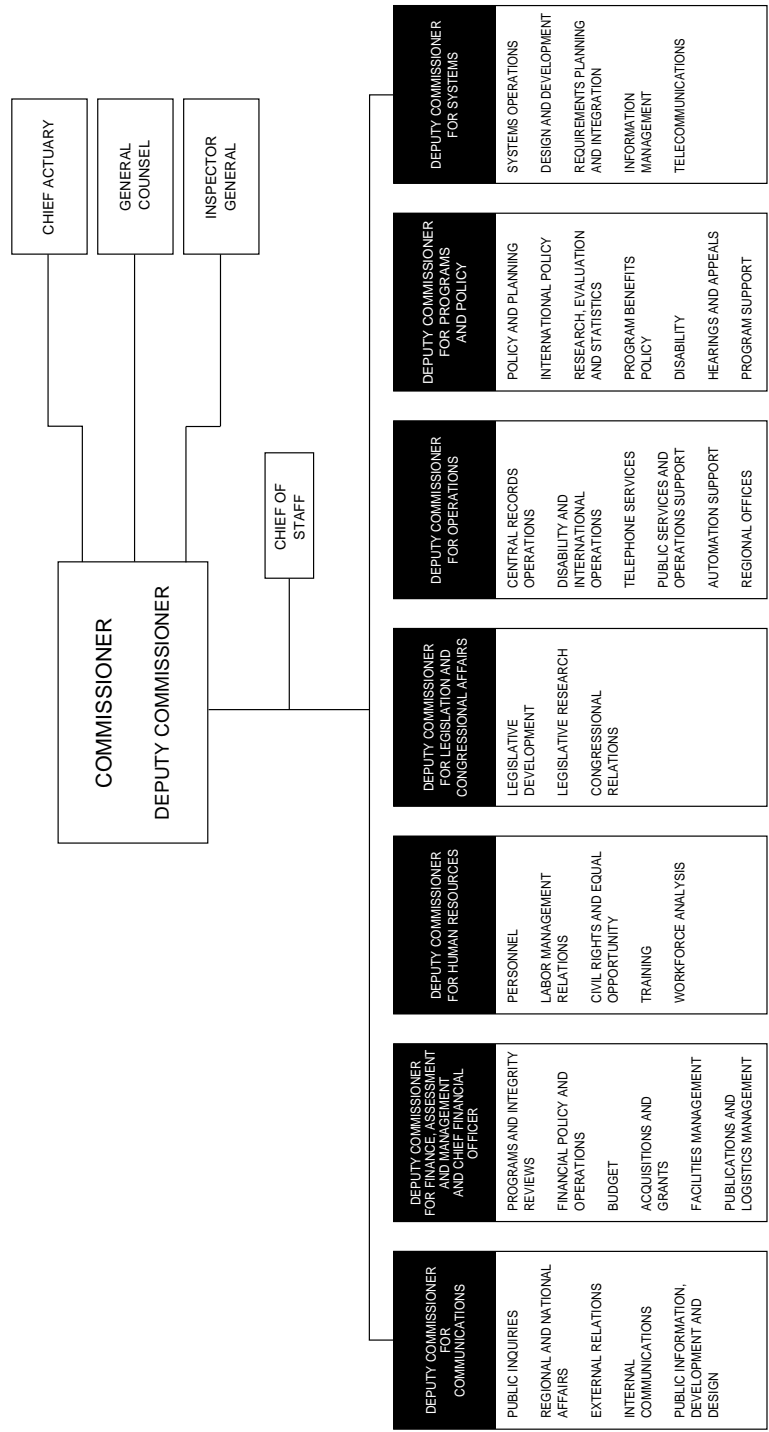 CHIEF ACTUARY
GENERAL
COUNSEL
INSPECTOR
GENERAL
COMMISSIONER
DEPUTY COMMISSIONER
CHIEF OF
STAFF
DEPUTY COMMISSIONER
FOR
COMMUNICATIONS
PUBLIC INQUIRIES
REGIONAL AND NATIONAL
AFFAIRS
EXTERNAL RELATIONS
INTERNAL
COMMUNICATIONS
PUBLIC INFORMATION,
DEVELOPMENT AND
DESIGN
DEPUTY COMMISSIONER
FOR FINANCE, ASSESSMENT
AND MANAGEMENT
AND CHIEF FINANCIAL
OFFICER
PROGRAMS AND INTEGRITY
REVIEWS
FINANCIAL POLICY AND
OPERATIONS
BUDGET
ACQUISITIONS AND
GRANTS
FACILITIES MANAGEMENT
PUBLICATIONS AND
LOGISTICS MANAGEMENT
DEPUTY COMMISSIONER
FOR HUMAN RESOURCES
PERSONNEL
LABOR MANAGEMENT
RELATIONS
CIVIL RIGHTS AND EQUAL
OPPORTUNITY
TRAINING
WORKFORCE ANALYSIS
DEPUTY COMMISSIONER
FOR LEGISLATION AND
CONGRESSIONAL AFFAIRS
LEGISLATIVE
DEVELOPMENT
LEGISLATIVE RESEARCH
CONGRESSIONAL
RELATIONS
DEPUTY COMMISSIONER
FOR OPERATIONS
CENTRAL RECORDS
OPERATIONS
DISABILITY AND
INTERNATIONAL
OPERATIONS
TELEPHONE SERVICES
PUBLIC SERVICES AND
OPERATIONS SUPPORT
AUTOMATION SUPPORT
REGIONAL OFFICES
DEPUTY COMMISSIONER
FOR PROGRAMS
AND POLICY
POLICY AND PLANNING
INTERNATIONAL POLICY
RESEARCH, EVALUATION
AND STATISTICS
PROGRAM BENEFITS
POLICY
DISABILITY
HEARINGS AND APPEALS
PROGRAM SUPPORT
DEPUTY COMMISSIONER
FOR SYSTEMS
SYSTEMS OPERATIONS
DESIGN AND DEVELOPMENT
REQUIREMENTS PLANNING
AND INTEGRATION
INFORMATION
MANAGEMENT
TELECOMMUNICATIONS